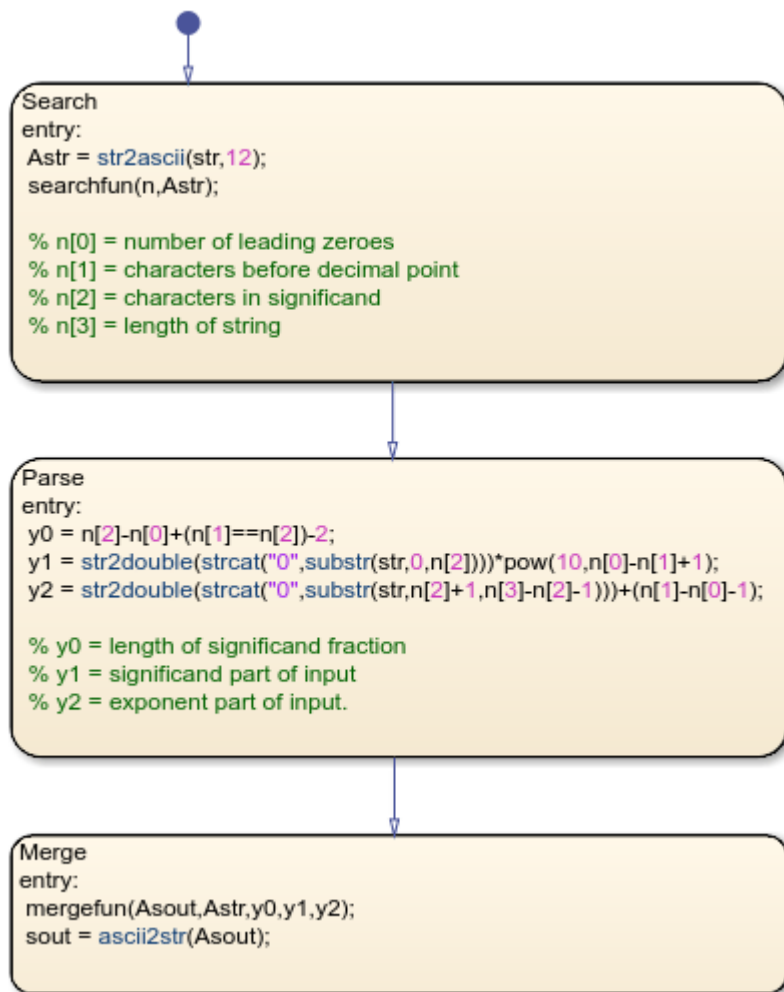 Search
entry:
Astr = str2ascii(str,12);
searchfun(n,Astr);
% n[0] = number of leading zeroes
% n[1] = characters before decimal point
% n[2] = characters in significand
% n[3] = length of string
Parse
entry:
y0 = n[2]-n[0]+(n[1]==n[2])-2;
y1 = str2double(strcat("0",substr(str,0,n[2])))*pow(10,n[0]-n[1]+1);
y2 = str2double(strcat("0",substr(str,n[2]+1,n[3]-n[2]-1)))+(n[1]-n[0]-1);
% y0 = length of significand fraction
% y1 = significand part of input
% y2 = exponent part of input.
Merge
entry:
mergefun(Asout,Astr,y0,y1,y2);
sout = ascii2str(Asout);